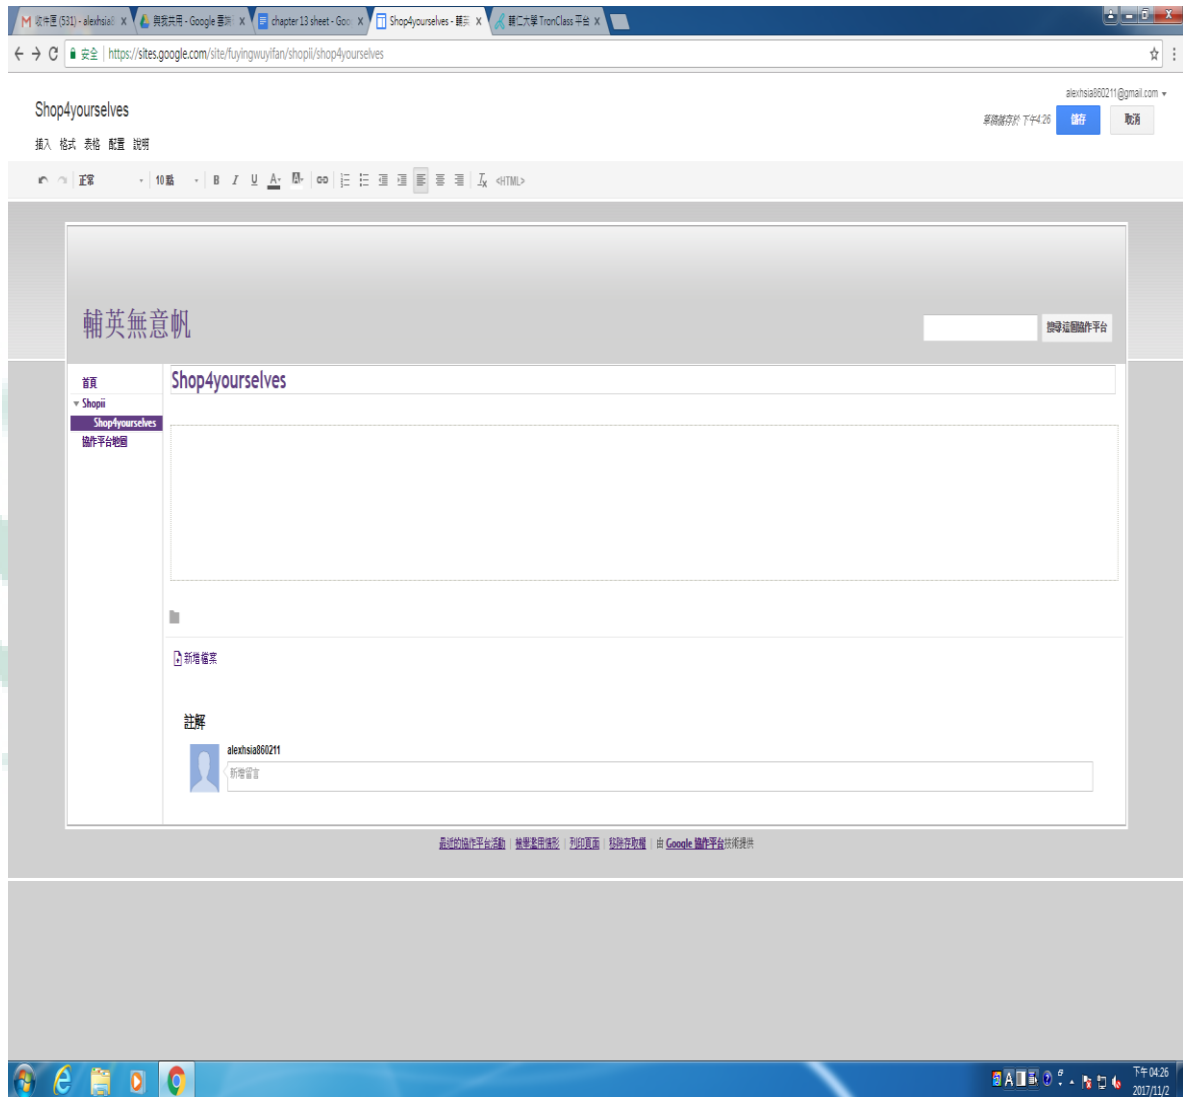 收件匣 (531) - alexhsia8
與我共用 - Google 雲端
chapter 13 sheet - Goo
Shop4yourselves - 輔英
輔仁大學 TronClass 平台
安全 | https://sites.google.com/site/fuyingwuyifan/shopii/shop4yourselves
alexhsia860211@gmail.com
Shop4yourselves
草稿儲存於 下午4:26 儲存 取消
插入 格式 表格 配置 說明
正常 10點 B I U A A <HTML>
輔英無意帆
搜尋這個協作平台
首頁
Shopii
Shop4yourselves
協作平台地圖
Shop4yourselves
新增檔案
註解
alexhsia860211
新增留言
最近的協作平台活動 | 檢舉濫用情形 | 列印頁面 | 移除存取權 | 由 Google 協作平台技術提供
下午 04:26
2017/11/2